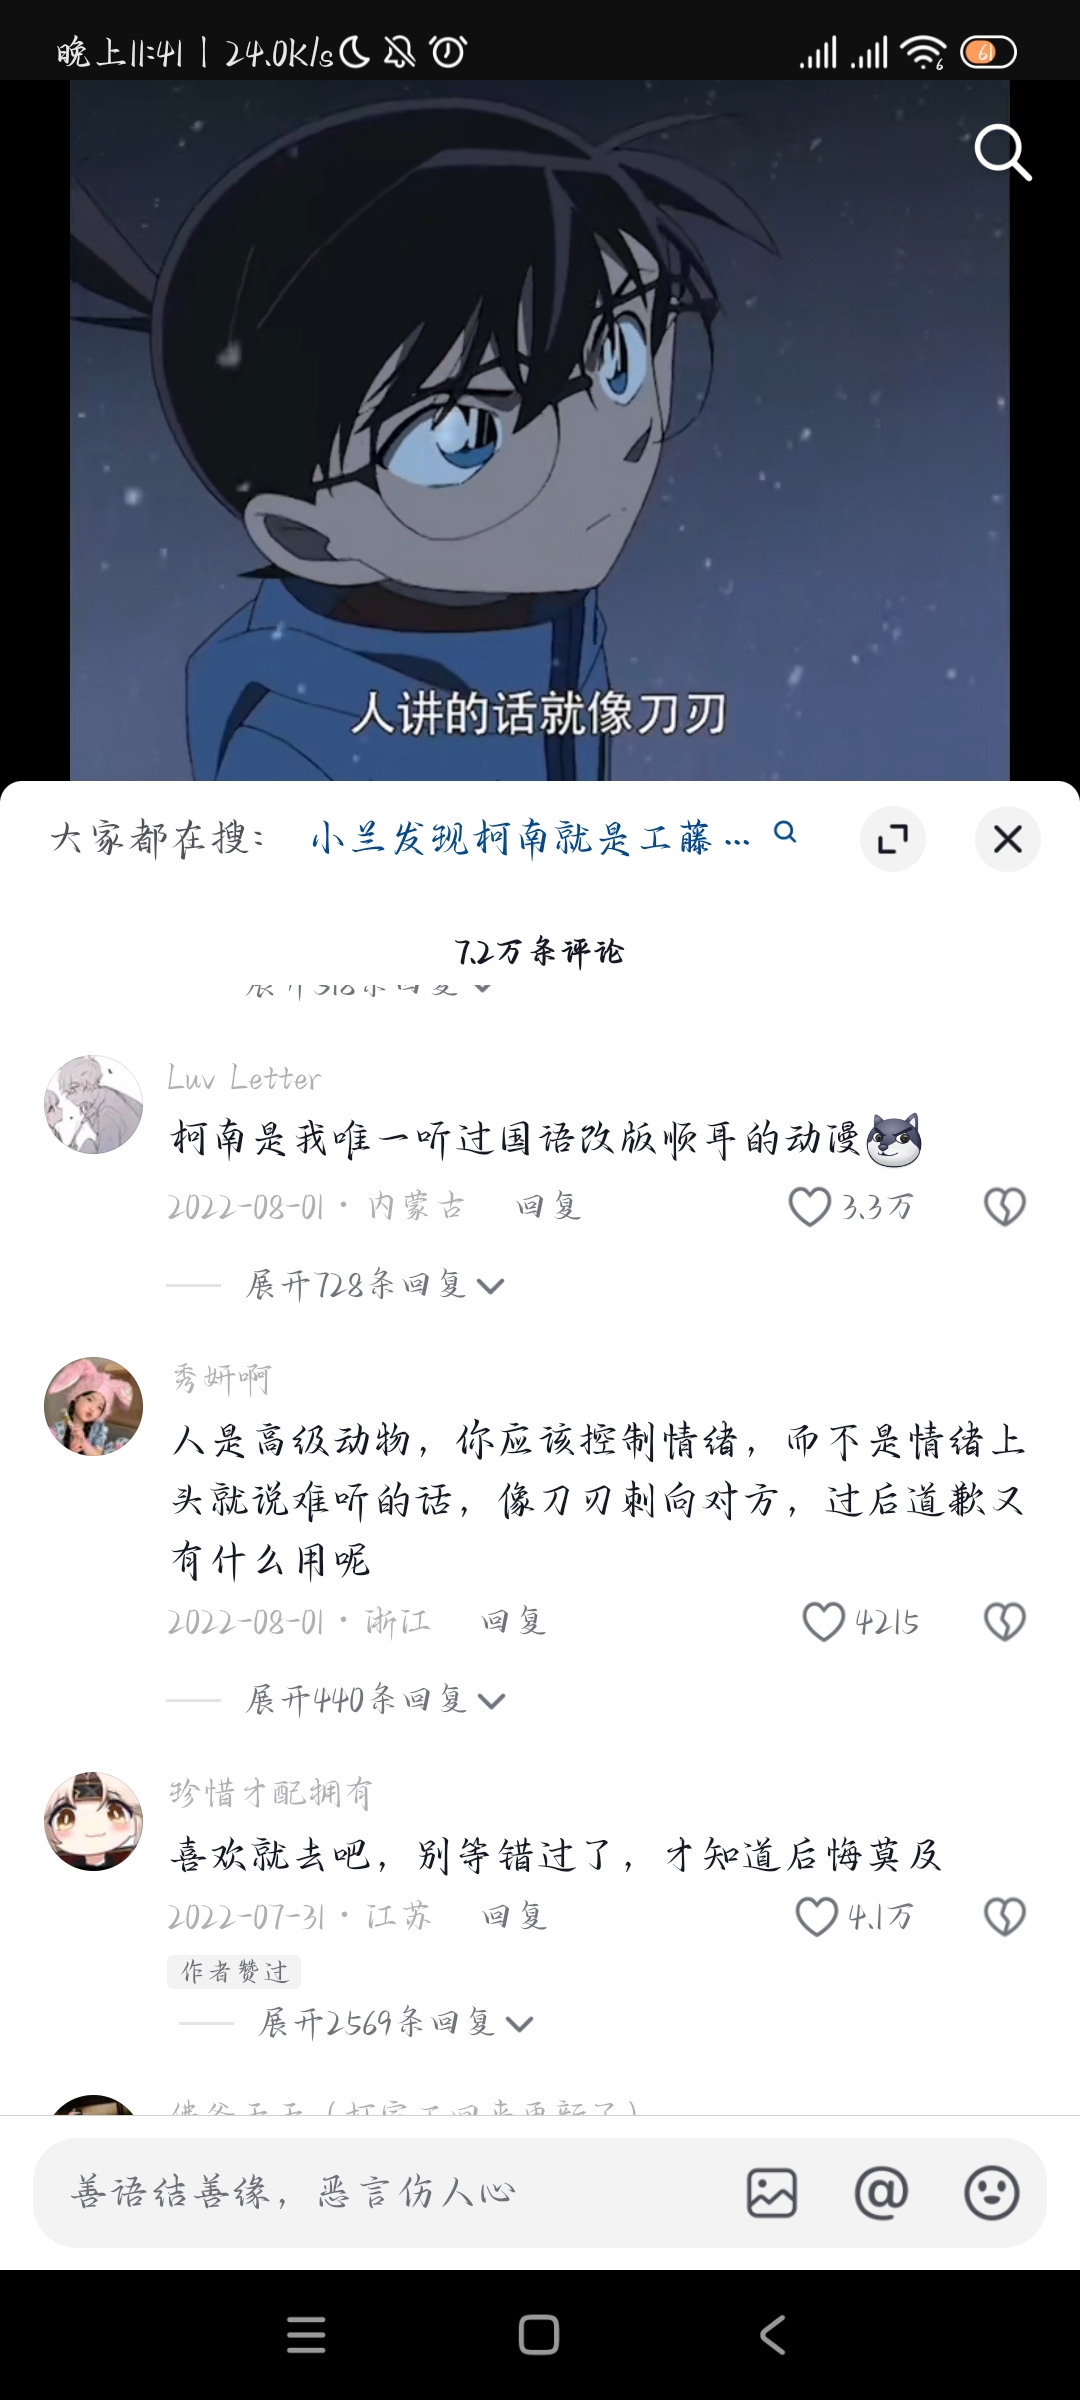 晚上11:41 | 24.0K/s
6
61
人讲的话就像刀刃
大家都在搜： 小兰发现柯南就是工藤...
7.2万条评论
展开318条回复
Luv Letter
柯南是我唯一听过国语改版顺耳的动漫
2022-08-01 · 内蒙古 回复 3.3万
展开728条回复
秀妍啊
人是高级动物，你应该控制情绪，而不是情绪上
头就说难听的话，像刀刃刺向对方，过后道歉又
有什么用呢
2022-08-01 · 浙江 回复 4215
展开440条回复
珍惜才配拥有
喜欢就去吧，别等错过了，才知道后悔莫及
2022-07-31 · 江苏 回复 4.1万
作者赞过
展开2569条回复
善语结善缘，恶言伤人心